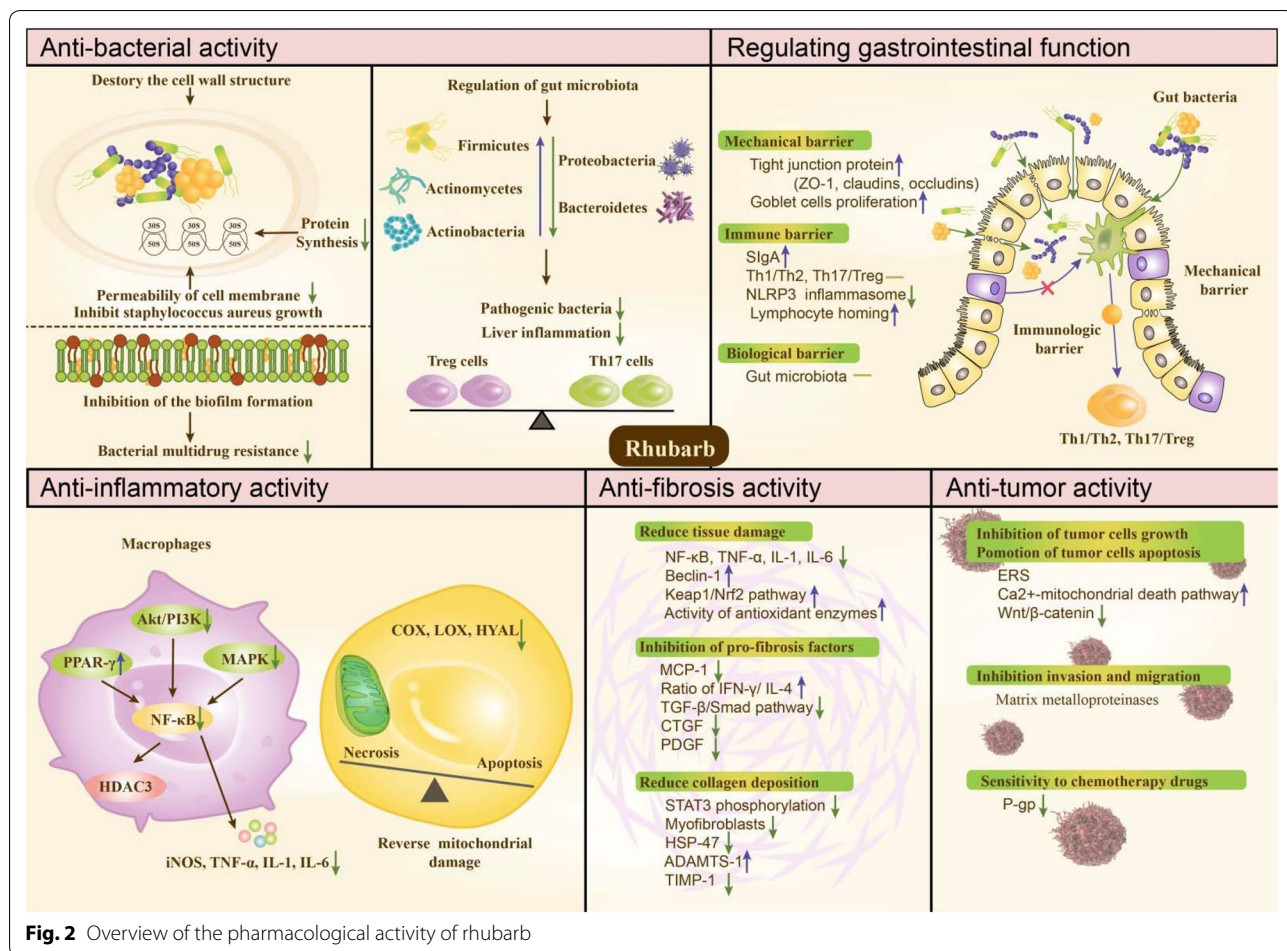 Anti-bacterial activity
Destory the cell wall structure
30S 30S 30S
50S 50S 50S
Protein
Synthesis ↓
Permeability of cell membrane ↓
Inhibit staphylococcus aureus growth
Inhibition of the biofilm formation
Bacterial multidrug resistance ↓
Regulation of gut microbiota
Firmicutes
Actinomycetes
Actinobacteria
Proteobacteria
Bacteroidetes
Pathogenic bacteria ↓
Liver inflammation ↓
Treg cells
Th17 cells
Regulating gastrointestinal function
Mechanical barrier
Tight junction protein ↑
(ZO-1, claudins, occludins)
Goblet cells proliferation ↑
Immune barrier
SIgA ↑
Th1/Th2, Th17/Treg —
NLRP3 inflammasome ↓
Lymphocyte homing ↑
Biological barrier
Gut microbiota —
Gut bacteria
Mechanical
barrier
Immunologic
barrier
Th1/Th2, Th17/Treg
Rhubarb
Anti-inflammatory activity
Macrophages
Akt/PI3K ↓
PPAR-γ ↑
MAPK ↓
NF-κB ↓
HDAC3
iNOS, TNF-α, IL-1, IL-6 ↓
COX, LOX, HYAL ↓
Necrosis
Apoptosis
Reverse mitochondrial
damage
Anti-fibrosis activity
Reduce tissue damage
NF-κB, TNF-α, IL-1, IL-6 ↓
Beclin-1 ↑
Keap1/Nrf2 pathway ↑
Activity of antioxidant enzymes ↑
Inhibition of pro-fibrosis factors
MCP-1 ↓
Ratio of IFN-γ/ IL-4 ↑
TGF-β/Smad pathway ↓
CTGF ↓
PDGF ↓
Reduce collagen deposition
STAT3 phosphorylation ↓
Myofibroblasts ↓
HSP-47 ↓
ADAMTS-1 ↑
TIMP-1 ↓
Anti-tumor activity
Inhibition of tumor cells growth
Pomotion of tumor cells apoptosis
ERS
Ca2+-mitochondrial death pathway ↑
Wnt/β-catenin ↓
Inhibition invasion and migration
Matrix metalloproteinases
Sensitivity to chemotherapy drugs
P-gp ↓
Fig. 2 Overview of the pharmacological activity of rhubarb